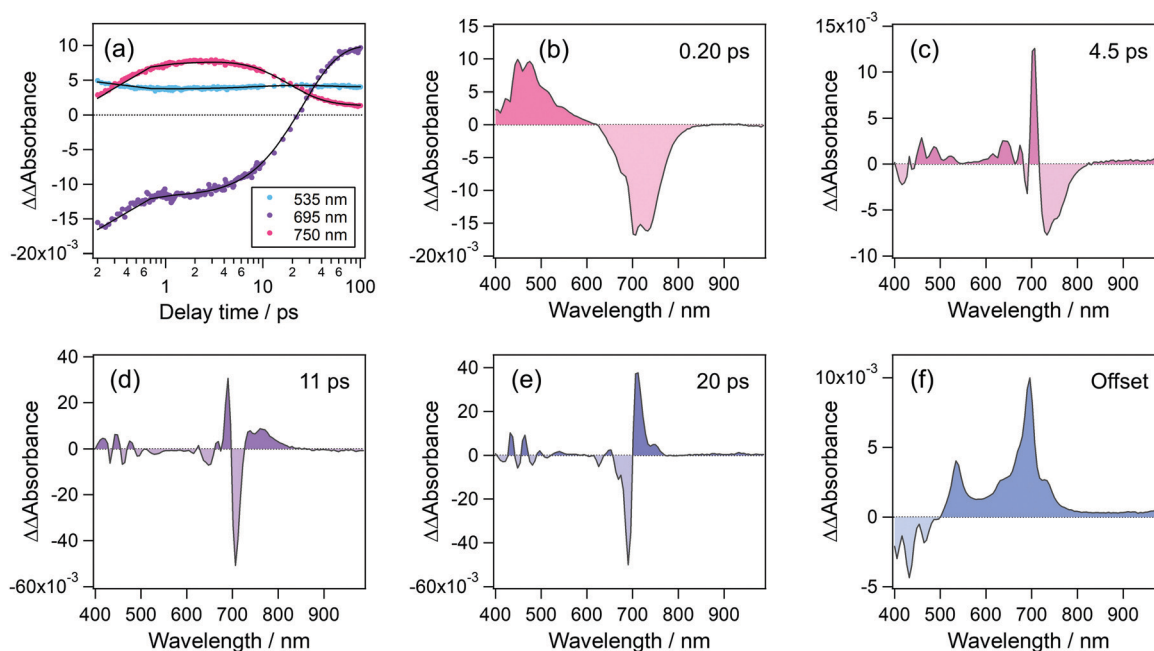 (a)
ΔΔAbsorbance
10
5
0
-5
-10
-15
-20x10⁻³
535 nm
695 nm
750 nm
2 4 6 1 2 4 6 10 2 4 6 100
Delay time / ps
(b) 0.20 ps
ΔΔAbsorbance
10
5
0
-5
-10
-15
-20x10⁻³
400 500 600 700 800 900
Wavelength / nm
(c) 4.5 ps
ΔΔAbsorbance
15x10⁻³
10
5
0
-5
-10
400 500 600 700 800 900
Wavelength / nm
(d) 11 ps
ΔΔAbsorbance
40
20
0
-20
-40
-60x10⁻³
400 500 600 700 800 900
Wavelength / nm
(e) 20 ps
ΔΔAbsorbance
40
20
0
-20
-40
-60x10⁻³
400 500 600 700 800 900
Wavelength / nm
(f) Offset
ΔΔAbsorbance
10x10⁻³
5
0
-5
400 500 600 700 800 900
Wavelength / nm